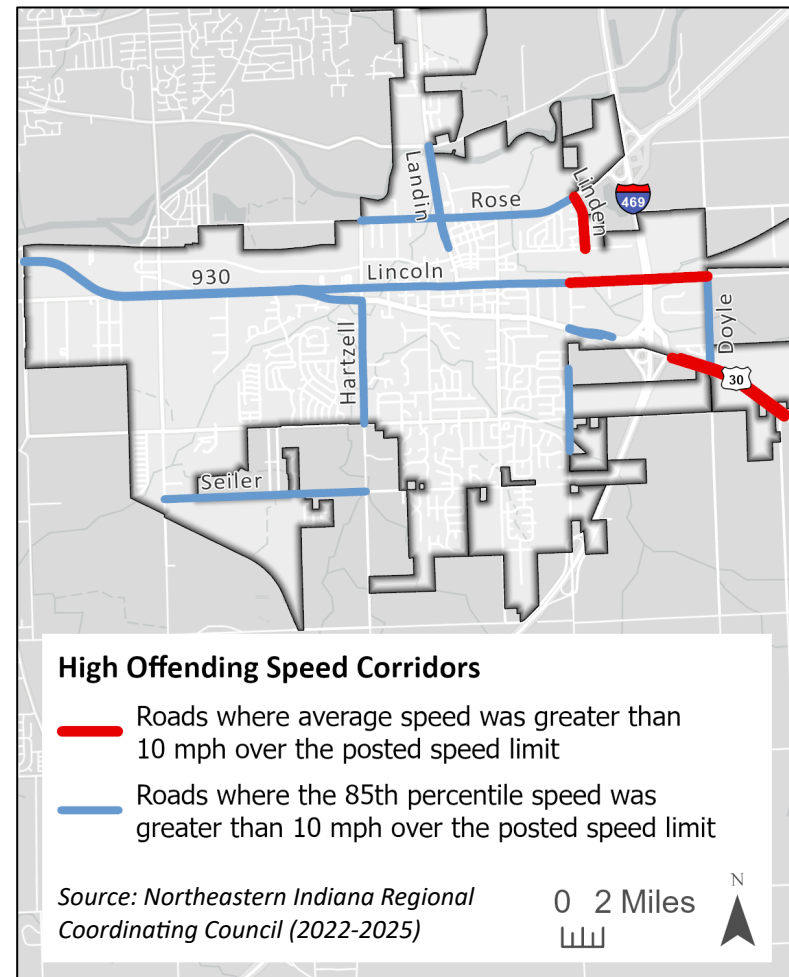 Landin
Linden
469
Rose
930
Lincoln
Doyle
Hartzell
30
Seiler
High Offending Speed Corridors
Roads where average speed was greater than
10 mph over the posted speed limit
Roads where the 85th percentile speed was
greater than 10 mph over the posted speed limit
Source: Northeastern Indiana Regional
Coordinating Council (2022-2025)
0 2 Miles
N